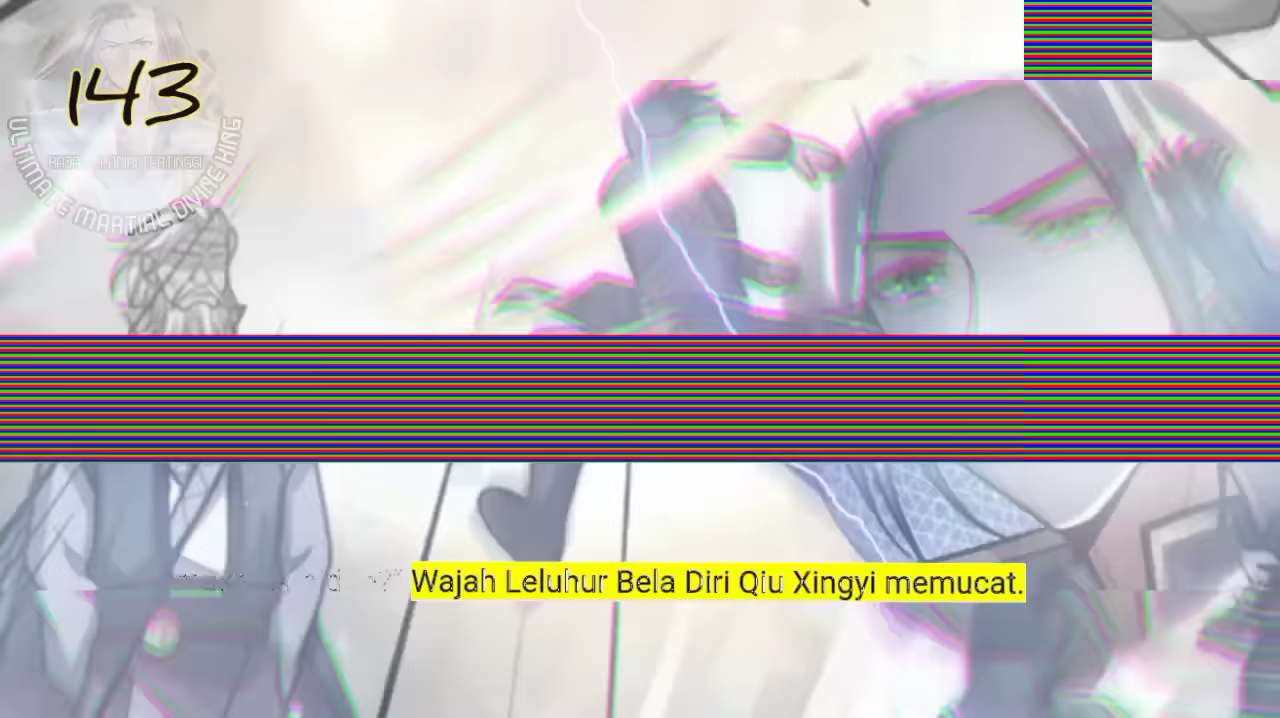 143
ULTIMATE MARTIAL DIVINE KING
Wajah Leluhur Bela Diri Qiu Xingyi memucat.